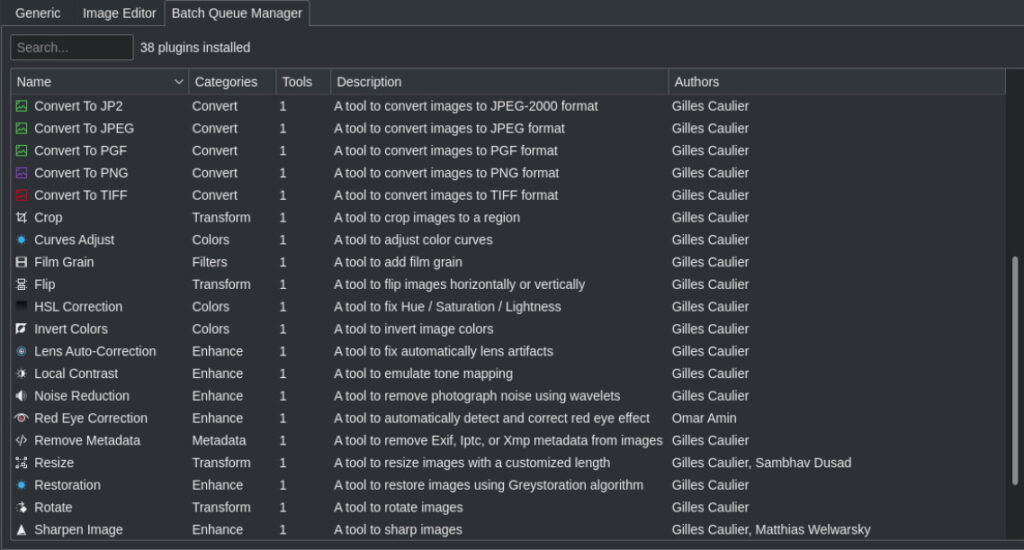 Generic Image Editor Batch Queue Manager
Search... 38 plugins installed
Name Categories Tools Description Authors
Convert To JP2 Convert 1 A tool to convert images to JPEG-2000 format Gilles Caulier
Convert To JPEG Convert 1 A tool to convert images to JPEG format Gilles Caulier
Convert To PGF Convert 1 A tool to convert images to PGF format Gilles Caulier
Convert To PNG Convert 1 A tool to convert images to PNG format Gilles Caulier
Convert To TIFF Convert 1 A tool to convert images to TIFF format Gilles Caulier
Crop Transform 1 A tool to crop images to a region Gilles Caulier
Curves Adjust Colors 1 A tool to adjust color curves Gilles Caulier
Film Grain Filters 1 A tool to add film grain Gilles Caulier
Flip Transform 1 A tool to flip images horizontally or vertically Gilles Caulier
HSL Correction Colors 1 A tool to fix Hue / Saturation / Lightness Gilles Caulier
Invert Colors Colors 1 A tool to invert image colors Gilles Caulier
Lens Auto-Correction Enhance 1 A tool to fix automatically lens artifacts Gilles Caulier
Local Contrast Enhance 1 A tool to emulate tone mapping Gilles Caulier
Noise Reduction Enhance 1 A tool to remove photograph noise using wavelets Gilles Caulier
Red Eye Correction Enhance 1 A tool to automatically detect and correct red eye effect Omar Amin
Remove Metadata Metadata 1 A tool to remove Exif, Iptc, or Xmp metadata from images Gilles Caulier
Resize Transform 1 A tool to resize images with a customized length Gilles Caulier, Sambhav Dusad
Restoration Enhance 1 A tool to restore images using Greystoration algorithm Gilles Caulier
Rotate Transform 1 A tool to rotate images Gilles Caulier
Sharpen Image Enhance 1 A tool to sharp images Gilles Caulier, Matthias Welwarsky